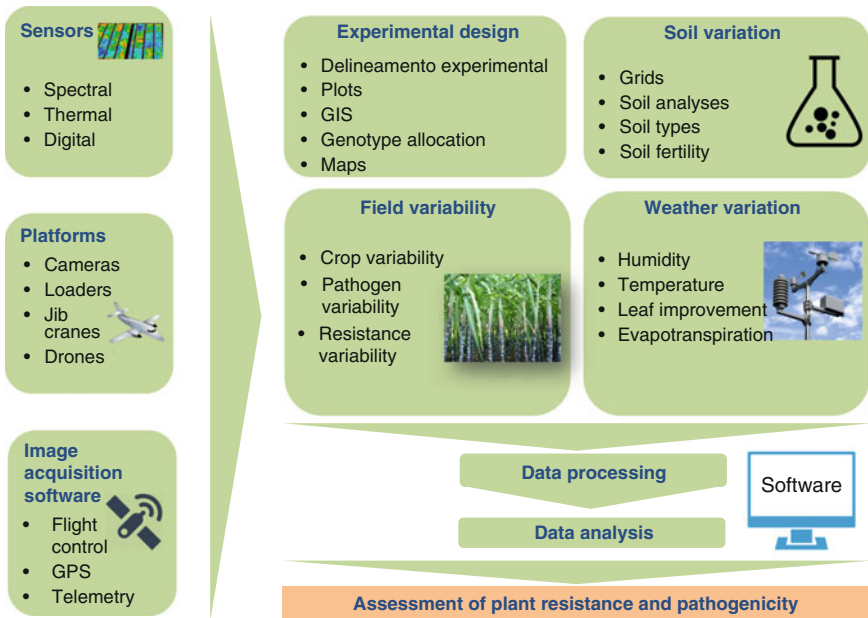 Sensors
• Spectral
• Thermal
• Digital
Platforms
• Cameras
• Loaders
• Jib
cranes
• Drones
Image
acquisition
software
• Flight
control
• GPS
• Telemetry
Experimental design
• Delineamento experimental
• Plots
• GIS
• Genotype allocation
• Maps
Soil variation
• Grids
• Soil analyses
• Soil types
• Soil fertility
Field variability
• Crop variability
• Pathogen
variability
• Resistance
variability
Weather variation
• Humidity
• Temperature
• Leaf improvement
• Evapotranspiration
Data processing
Software
Data analysis
Assessment of plant resistance and pathogenicity